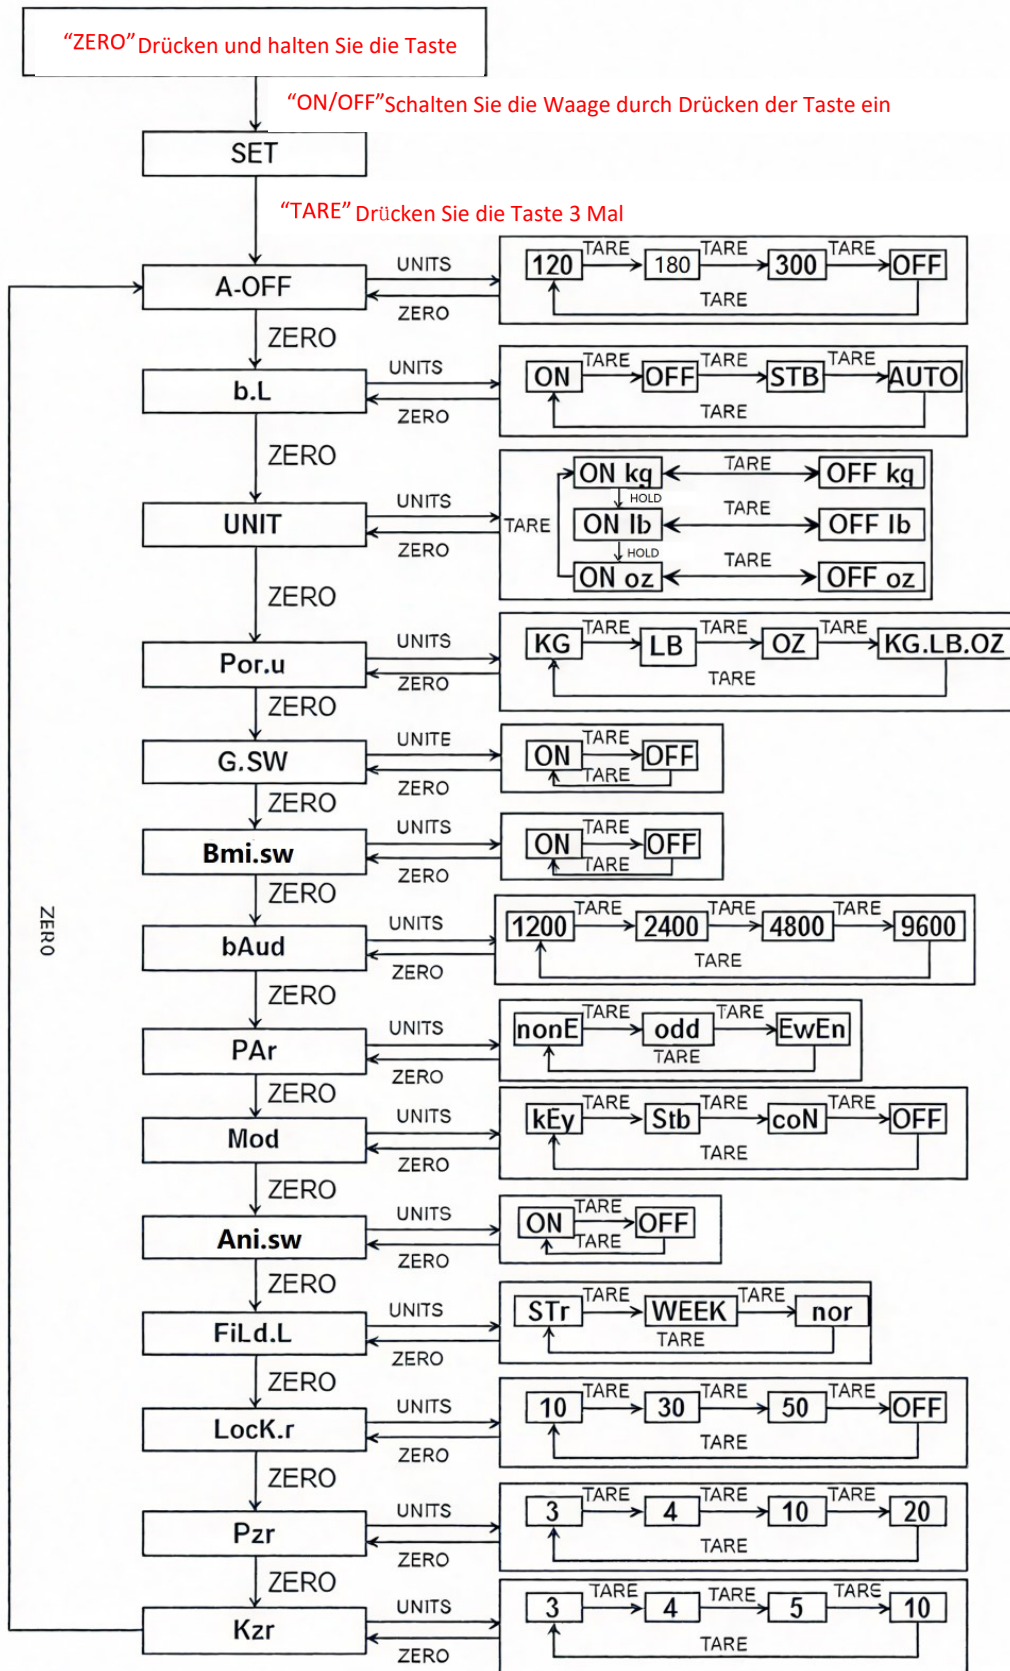 “ZERO” Drücken und halten Sie die Taste
“ON/OFF”Schalten Sie die Waage durch Drücken der Taste ein
SET
“TARE” Drücken Sie die Taste 3 Mal
A-OFF
UNITS
ZERO
120 TARE 180 TARE 300 TARE OFF
TARE
ZERO
b.L
UNITS
ZERO
ON TARE OFF TARE STB TARE AUTO
TARE
ZERO
UNIT
UNITS
ZERO
TARE
ON kg TARE OFF kg
HOLD
ON lb TARE OFF lb
HOLD
ON oz TARE OFF oz
ZERO
Por.u
UNITS
ZERO
KG TARE LB TARE OZ TARE KG.LB.OZ
TARE
ZERO
G.SW
UNITE
ZERO
ON TARE OFF
TARE
ZERO
Bmi.sw
UNITS
ZERO
ON TARE OFF
TARE
ZERO
ZERO
bAud
UNITS
ZERO
1200 TARE 2400 TARE 4800 TARE 9600
TARE
ZERO
PAr
UNITS
ZERO
nonE TARE odd TARE EwEn
TARE
ZERO
Mod
UNITS
ZERO
kEy TARE Stb TARE coN TARE OFF
TARE
ZERO
Ani.sw
UNITS
ZERO
ON TARE OFF
TARE
ZERO
FiLd.L
UNITS
ZERO
STr TARE WEEK TARE nor
TARE
ZERO
LocK.r
UNITS
ZERO
10 TARE 30 TARE 50 TARE OFF
TARE
ZERO
Pzr
UNITS
ZERO
3 TARE 4 TARE 10 TARE 20
TARE
ZERO
Kzr
UNITS
ZERO
3 TARE 4 TARE 5 TARE 10
TARE